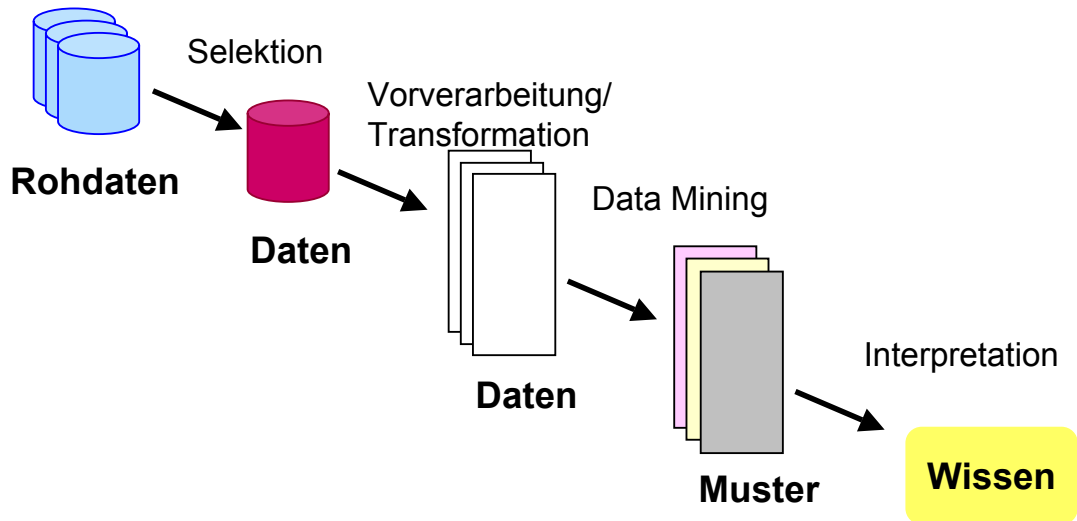 Selektion
Rohdaten
Vorverarbeitung/
Transformation
Daten
Data Mining
Daten
Interpretation
Muster
Wissen